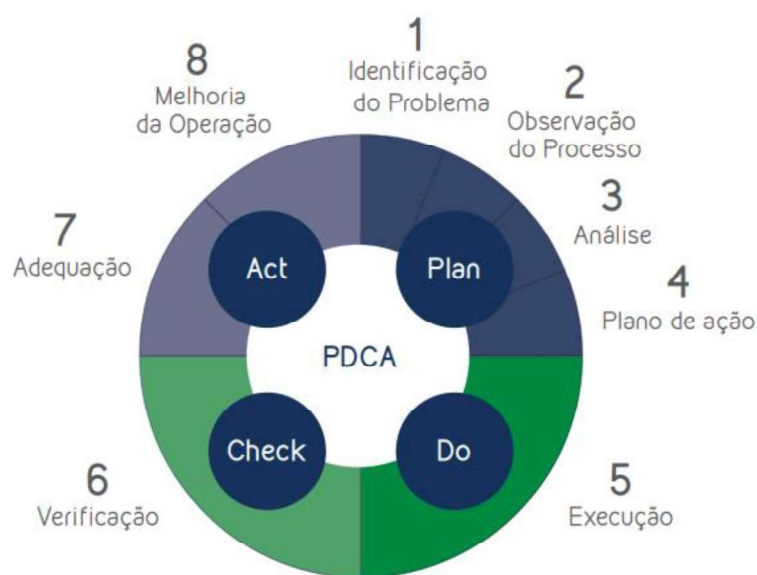 1
Identificação
do Problema
2
Observação
do Processo
3
Análise
4
Plano de ação
5
Execução
6
Verificação
7
Adequação
8
Melhoria
da Operação
Act
Plan
PDCA
Check
Do